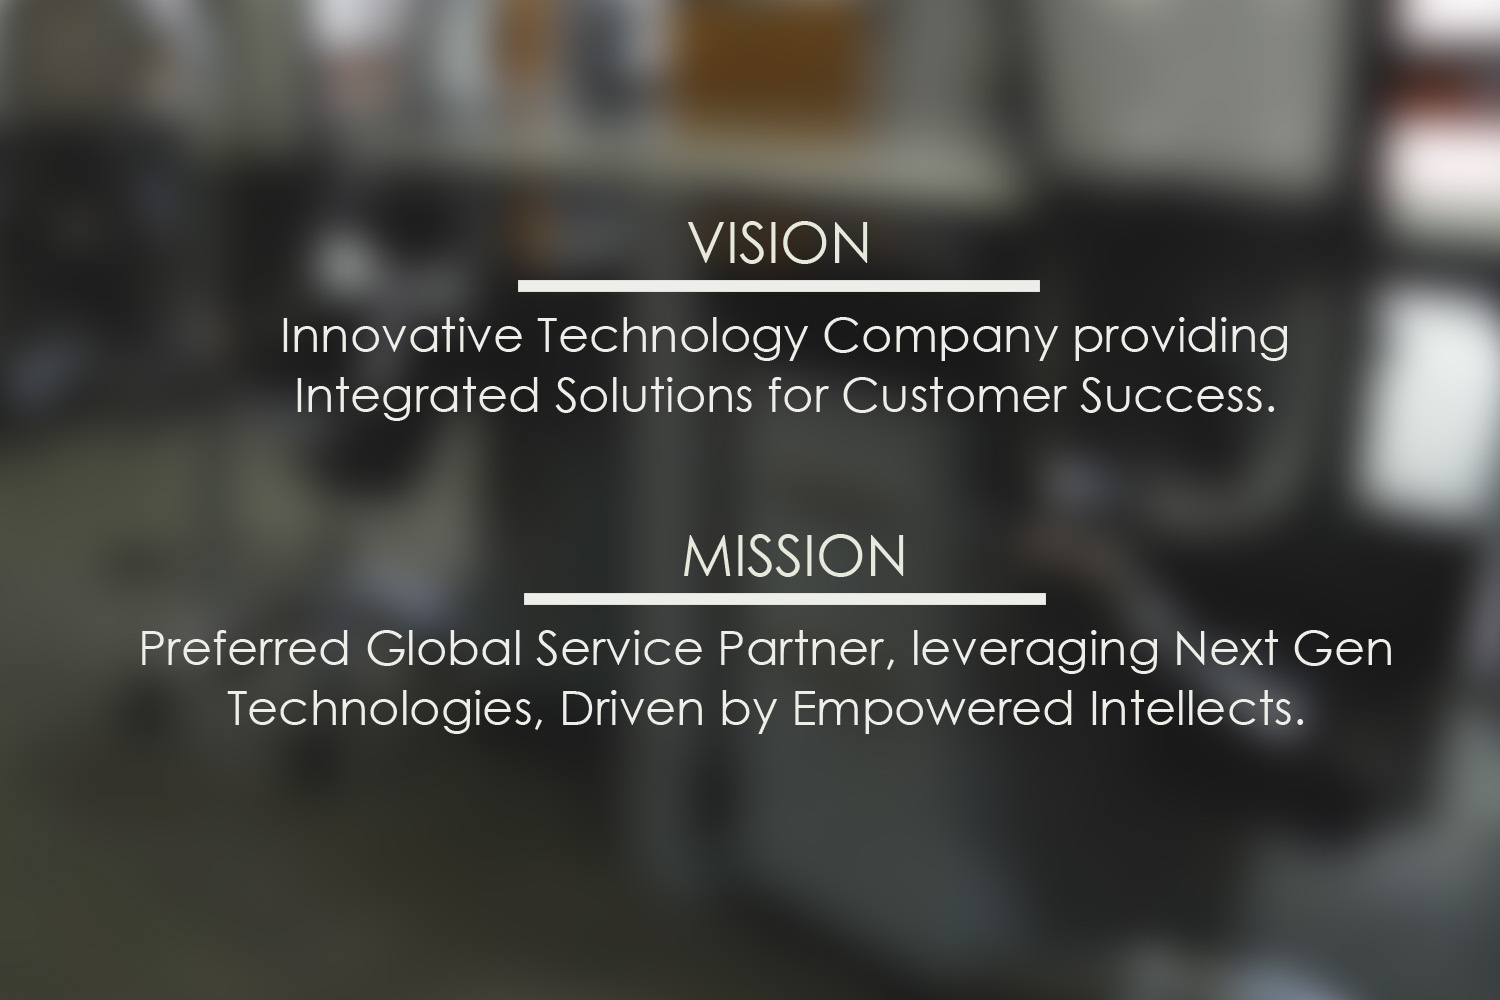 VISION
Innovative Technology Company providing
Integrated Solutions for Customer Success.
MISSION
Preferred Global Service Partner, leveraging Next Gen
Technologies, Driven by Empowered Intellects.